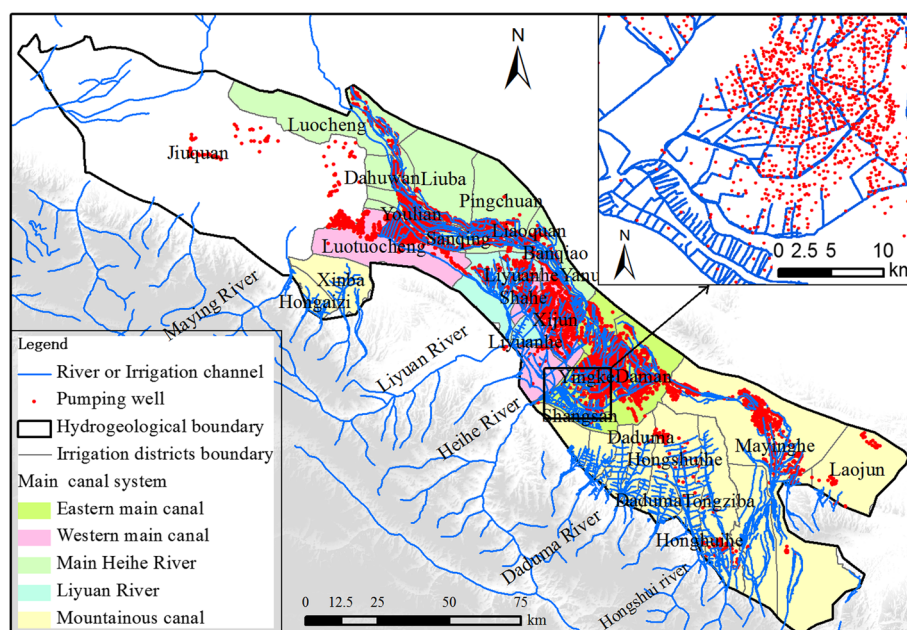 N
Luocheng
Jiuquan
Dahuwan
Liuba
Pingchuan
Youlian
Liaoquan
Sanqing
Luotuocheng
Banqiao
Liyuanhe
Yanu
Xinba
Shahe
Hongaizi
Xijun
Liyuanhe
Maying River
Liyuan River
Heihe River
Yingke
Daman
Shangsan
Daduma
Hongshuihe
Mayinghe
Laojun
Daduma
Tongziba
Daduma River
Hongshui river
N
0 2.5 5 10
km
Legend
River or Irrigation channel
Pumping well
Hydrogeological boundary
Irrigation districts boundary
Main canal system
Eastern main canal
Western main canal
Main Heihe River
Liyuan River
Mountainous canal
0 12.5 25 50 75
km